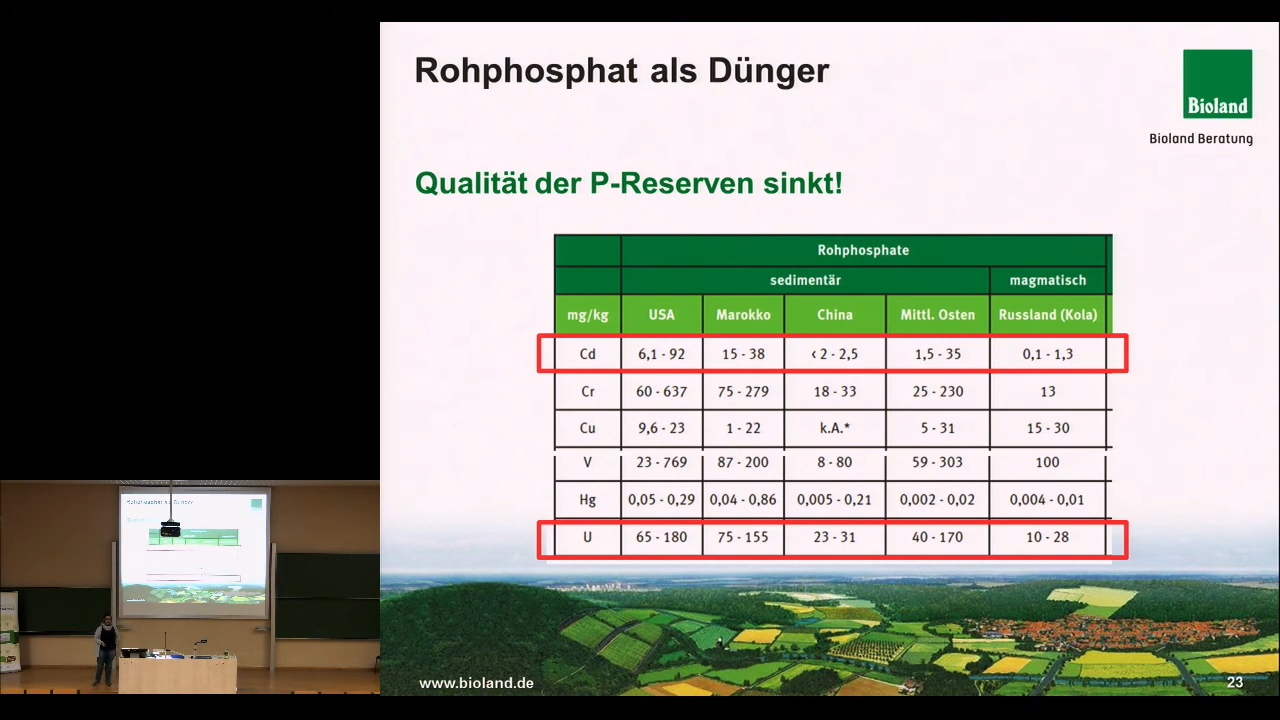 Rohphosphat als Dünger
Bioland
Bioland Beratung
Qualität der P-Reserven sinkt!
Rohphosphate
sedimentär magmatisch
mg/kg USA Marokko China Mittl. Osten Russland (Kola)
Cd 6,1 - 92 15 - 38 ‹ 2 - 2,5 1,5 - 35 0,1 - 1,3
Cr 60 - 637 75 - 279 18 - 33 25 - 230 13
Cu 9,6 - 23 1 - 22 k.A.* 5 - 31 15 - 30
V 23 - 769 87 - 200 8 - 80 59 - 303 100
Hg 0,05 - 0,29 0,04 - 0,86 0,005 - 0,21 0,002 - 0,02 0,004 - 0,01
U 65 - 180 75 - 155 23 - 31 40 - 170 10 - 28
www.bioland.de
23
Rohphosphat als Dünger